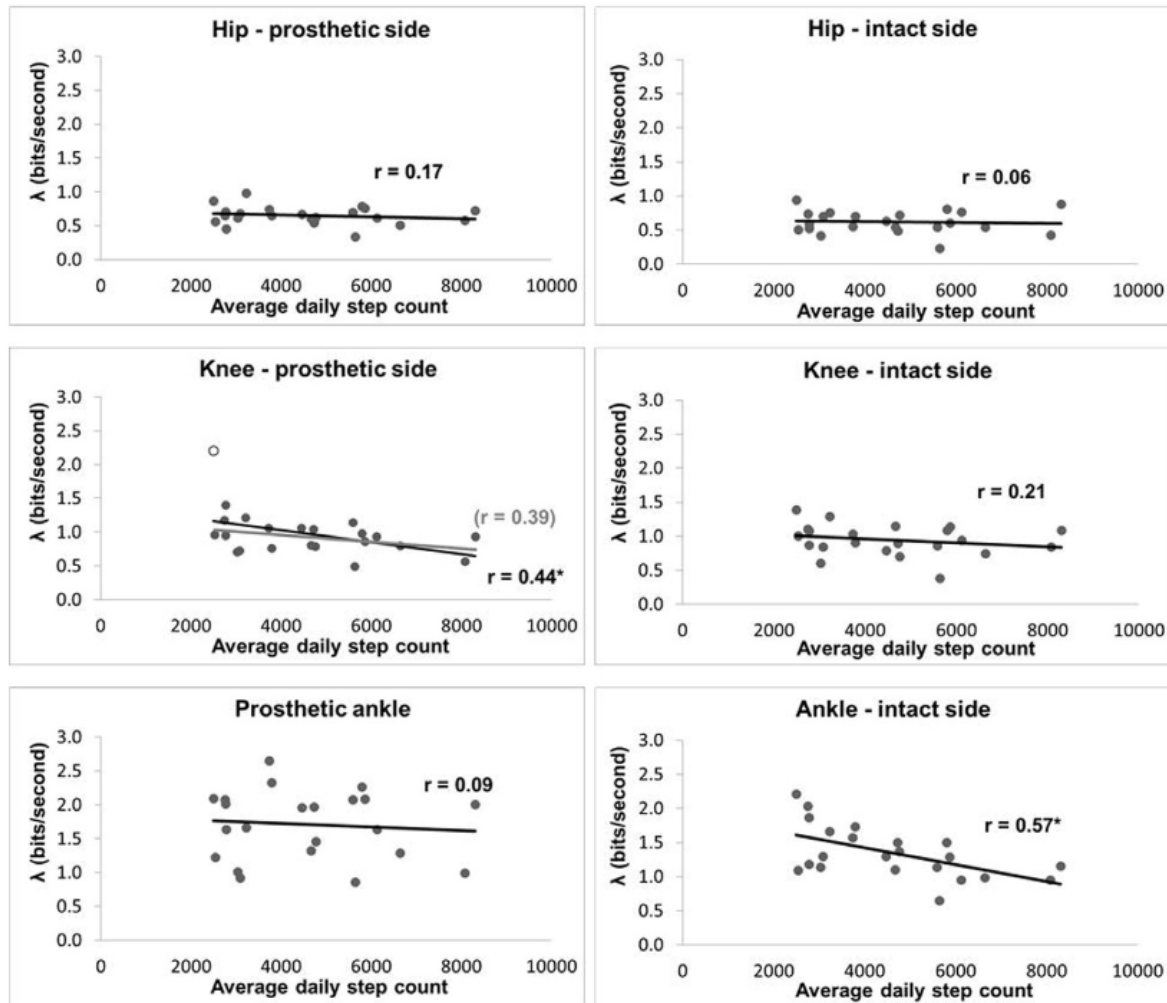 Hip - prosthetic side
λ (bits/second)
3.0
2.5
2.0
1.5
1.0
0.5
0.0
r = 0.17
0 2000 4000 6000 8000 10000
Average daily step count
Hip - intact side
λ (bits/second)
3.0
2.5
2.0
1.5
1.0
0.5
0.0
r = 0.06
0 2000 4000 6000 8000 10000
Average daily step count
Knee - prosthetic side
λ (bits/second)
3.0
2.5
2.0
1.5
1.0
0.5
0.0
(r = 0.39)
r = 0.44*
0 2000 4000 6000 8000 10000
Average daily step count
Knee - intact side
λ (bits/second)
3.0
2.5
2.0
1.5
1.0
0.5
0.0
r = 0.21
0 2000 4000 6000 8000 10000
Average daily step count
Prosthetic ankle
λ (bits/second)
3.0
2.5
2.0
1.5
1.0
0.5
0.0
r = 0.09
0 2000 4000 6000 8000 10000
Average daily step count
Ankle - intact side
λ (bits/second)
3.0
2.5
2.0
1.5
1.0
0.5
0.0
r = 0.57*
0 2000 4000 6000 8000 10000
Average daily step count